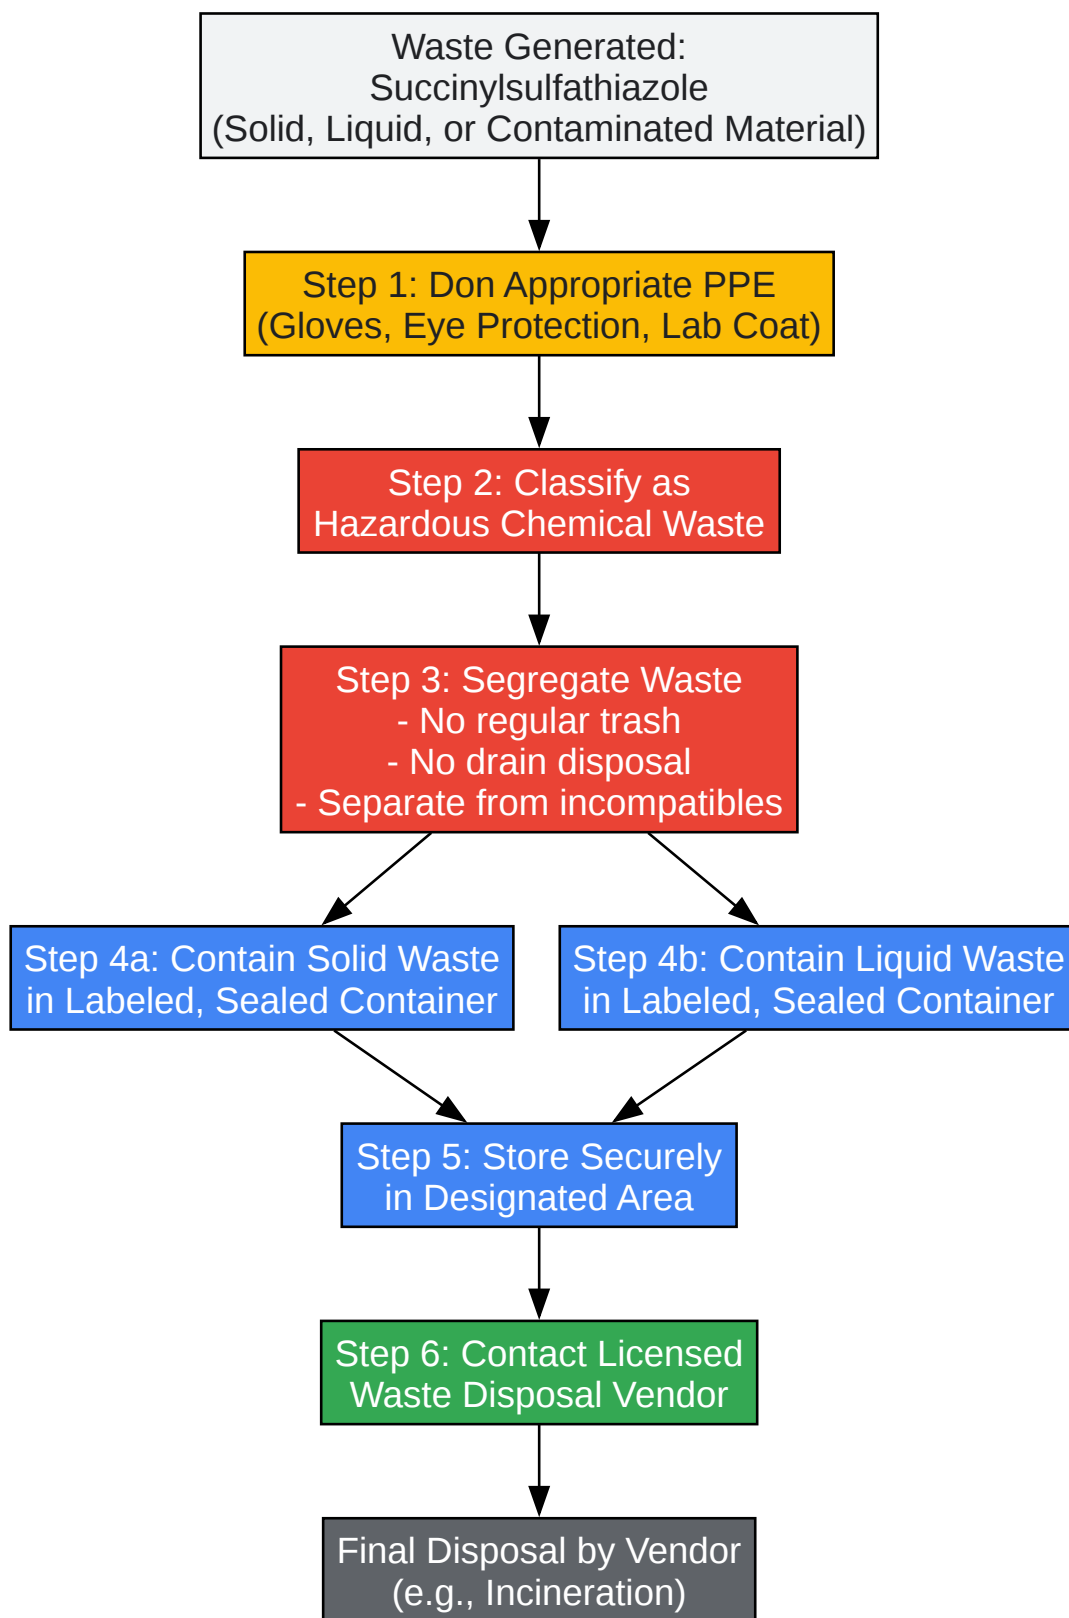 Waste Generated:
Succinylsulfathiazole
(Solid, Liquid, or Contaminated Material)
Step 1: Don Appropriate PPE
(Gloves, Eye Protection, Lab Coat)
Step 2: Classify as
Hazardous Chemical Waste
Step 3: Segregate Waste
- No regular trash
- No drain disposal
- Separate from incompatibles
Step 4a: Contain Solid Waste
in Labeled, Sealed Container
Step 4b: Contain Liquid Waste
in Labeled, Sealed Container
Step 5: Store Securely
in Designated Area
Step 6: Contact Licensed
Waste Disposal Vendor
Final Disposal by Vendor
(e.g., Incineration)